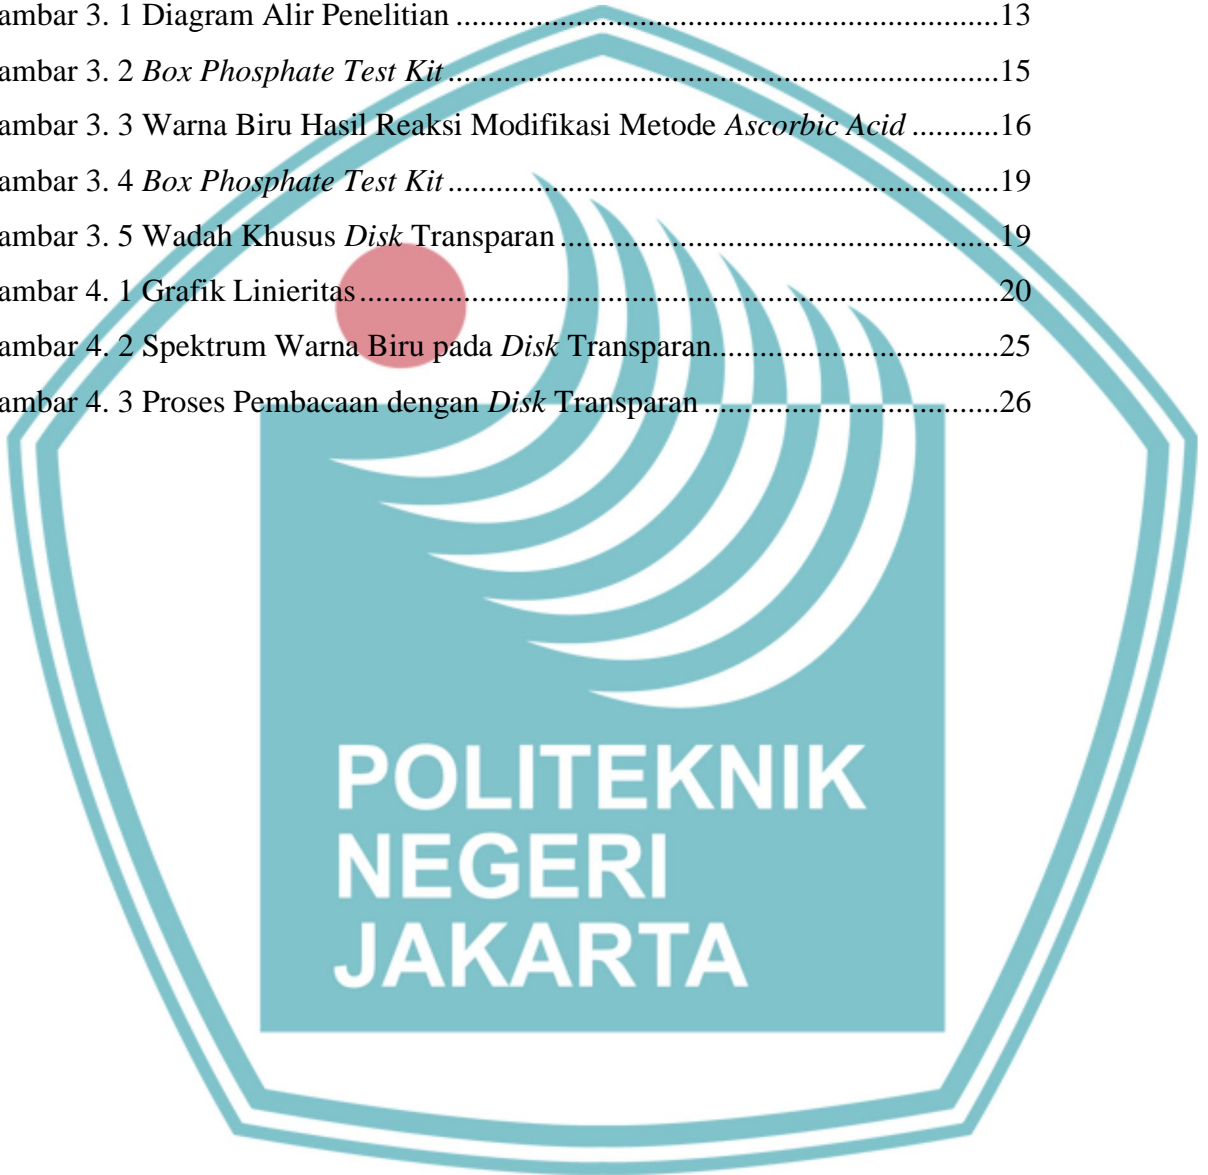 ambar 3. 1 Diagram Alir Penelitian ....................................................................13
ambar 3. 2 Box Phosphate Test Kit .....................................................................15
ambar 3. 3 Warna Biru Hasil Reaksi Modifikasi Metode Ascorbic Acid ...........16
ambar 3. 4 Box Phosphate Test Kit .....................................................................19
ambar 3. 5 Wadah Khusus Disk Transparan .......................................................19
ambar 4. 1 Grafik Linieritas ................................................................................20
ambar 4. 2 Spektrum Warna Biru pada Disk Transparan....................................25
ambar 4. 3 Proses Pembacaan dengan Disk Transparan .....................................26
POLITEKNIK
NEGERI
JAKARTA